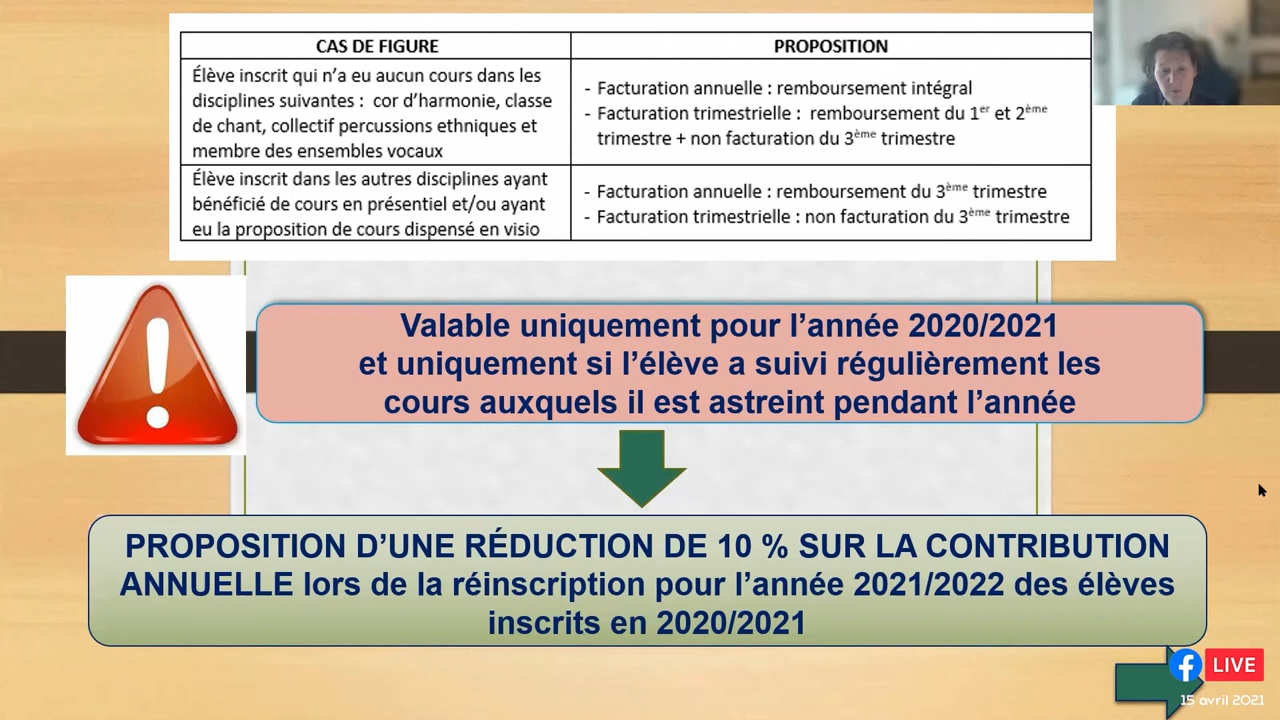 CAS DE FIGURE
PROPOSITION
Élève inscrit qui n’a eu aucun cours dans les
disciplines suivantes : cor d’harmonie, classe
de chant, collectif percussions ethniques et
membre des ensembles vocaux
- Facturation annuelle : remboursement intégral
- Facturation trimestrielle : remboursement du 1er et 2ème
trimestre + non facturation du 3ème trimestre
Élève inscrit dans les autres disciplines ayant
bénéficié de cours en présentiel et/ou ayant
eu la proposition de cours dispensé en visio
- Facturation annuelle : remboursement du 3ème trimestre
- Facturation trimestrielle : non facturation du 3ème trimestre
Valable uniquement pour l’année 2020/2021
et uniquement si l’élève a suivi régulièrement les
cours auxquels il est astreint pendant l’année
PROPOSITION D’UNE RÉDUCTION DE 10 % SUR LA CONTRIBUTION
ANNUELLE lors de la réinscription pour l’année 2021/2022 des élèves
inscrits en 2020/2021
LIVE
15 avril 2021